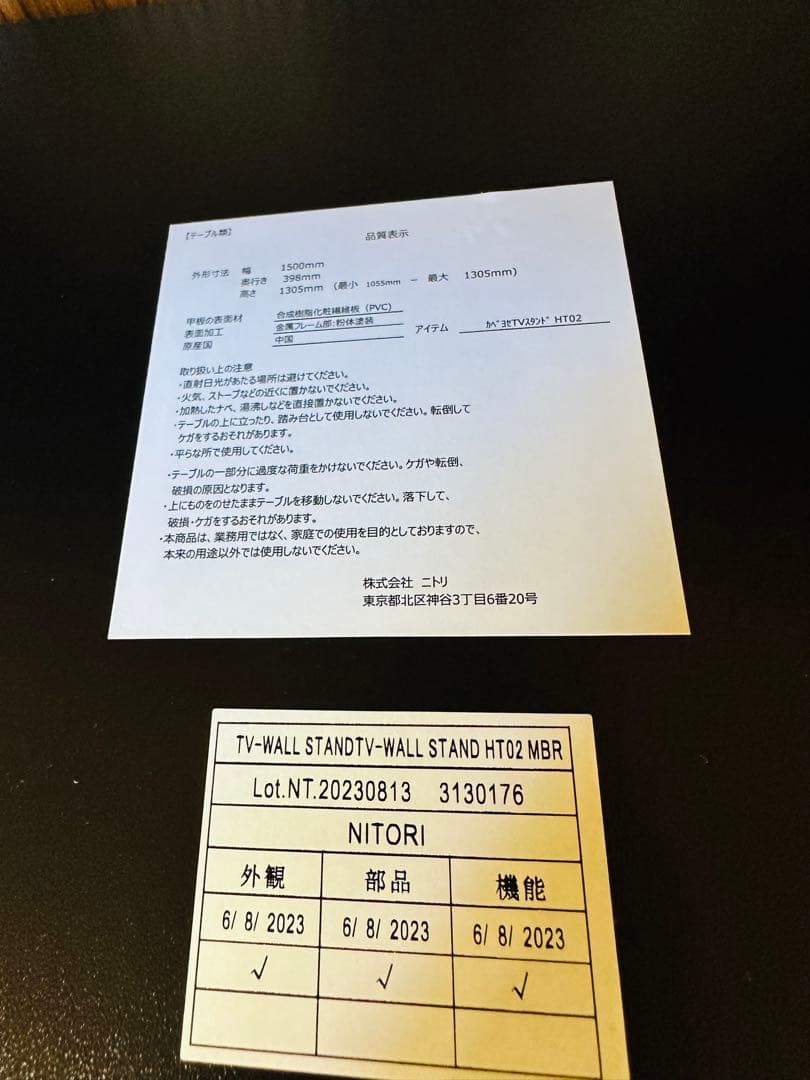 【テーブル類】
品質表示
外形寸法 幅 1500mm
奥行き 398mm
高さ 1305mm (最小 1055mm － 最大 1305mm)
甲板の表面材 合成樹脂化粧繊維板（PVC）
表面加工 金属フレーム部:粉体塗装
原産国 中国
アイテム ｶﾍﾞﾖｾTVｽﾀﾝﾄﾞ HT02
取り扱い上の注意
・直射日光があたる場所は避けてください。
・火気、ストーブなどの近くに置かないでください。
・加熱したナベ、湯沸しなどを直接置かないでください。
・テーブルの上に立ったり、踏み台として使用しないでください。転倒して
ケガをするおそれがあります。
・平らな所で使用してください。
・テーブルの一部分に過度な荷重をかけないでください。ケガや転倒、
破損の原因となります。
・上にものをのせたままテーブルを移動しないでください。落下して、
破損・ケガをするおそれがあります。
・本商品は、業務用ではなく、家庭での使用を目的としておりますので、
本来の用途以外では使用しないでください。
株式会社 ニトリ
東京都北区神谷3丁目6番20号
TV-WALL STANDTV-WALL STAND HT02 MBR
Lot.NT.20230813 3130176
NITORI
外観 部品 機能
6/ 8/ 2023 6/ 8/ 2023 6/ 8/ 2023
√ √ √